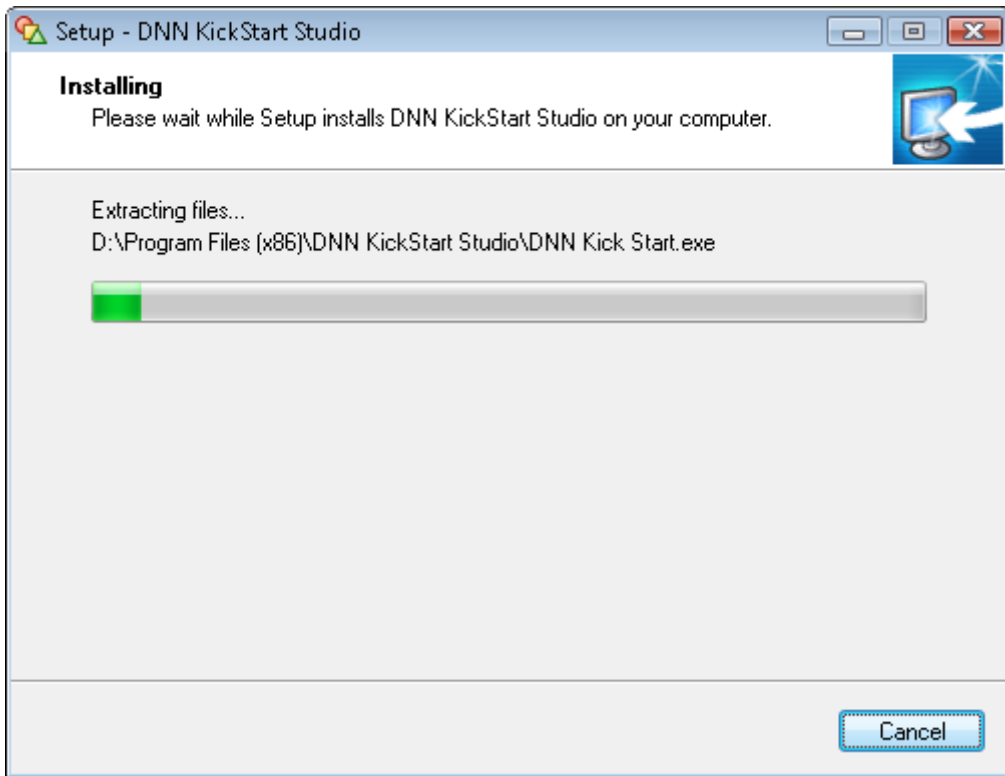 Setup - DNN KickStart Studio
Installing
Please wait while Setup installs DNN KickStart Studio on your computer.
Extracting files...
D:\Program Files (x86)\DNN KickStart Studio\DNN Kick Start.exe
Cancel